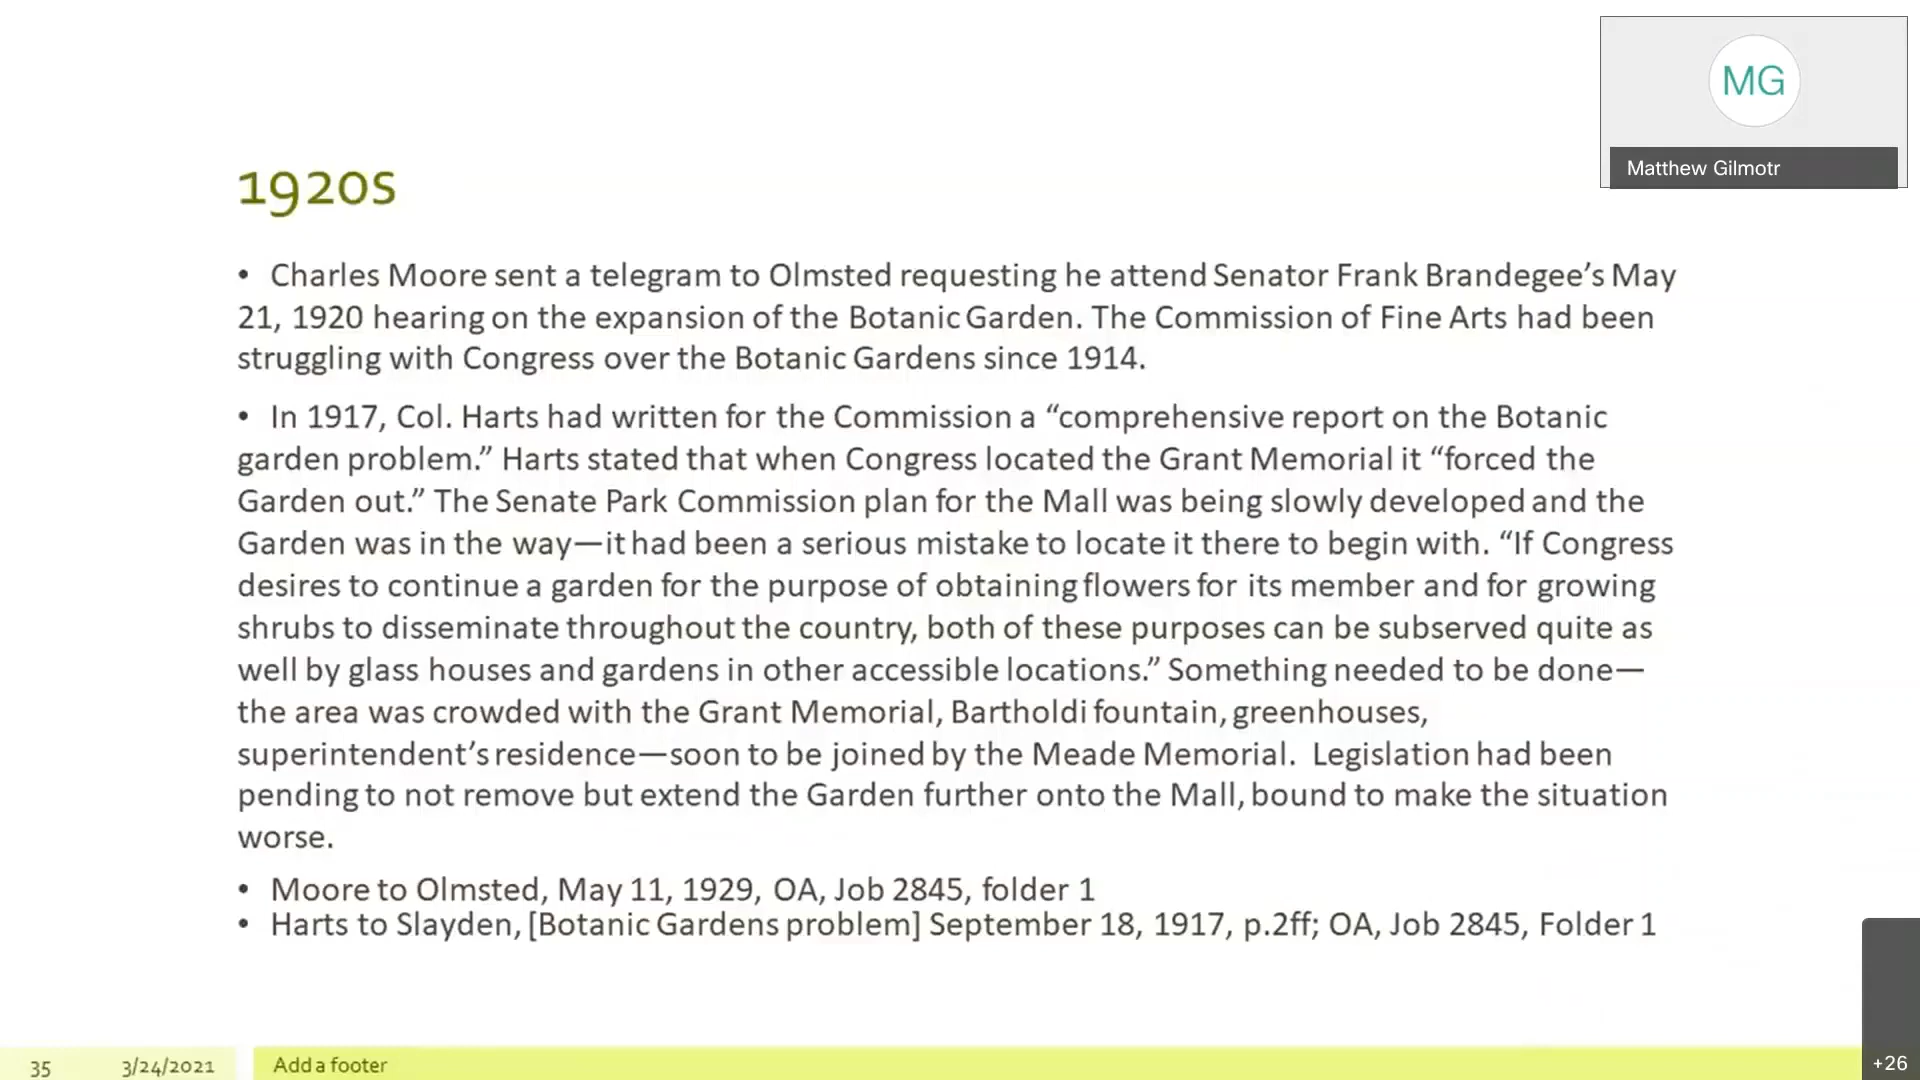 MG
Matthew Gilmotr
1920s
• Charles Moore sent a telegram to Olmsted requesting he attend Senator Frank Brandegee’s May
21, 1920 hearing on the expansion of the Botanic Garden. The Commission of Fine Arts had been
struggling with Congress over the Botanic Gardens since 1914.
• In 1917, Col. Harts had written for the Commission a “comprehensive report on the Botanic
garden problem.” Harts stated that when Congress located the Grant Memorial it “forced the
Garden out.” The Senate Park Commission plan for the Mall was being slowly developed and the
Garden was in the way—it had been a serious mistake to locate it there to begin with. “If Congress
desires to continue a garden for the purpose of obtaining flowers for its member and for growing
shrubs to disseminate throughout the country, both of these purposes can be subserved quite as
well by glass houses and gardens in other accessible locations.” Something needed to be done—
the area was crowded with the Grant Memorial, Bartholdi fountain, greenhouses,
superintendent’s residence—soon to be joined by the Meade Memorial. Legislation had been
pending to not remove but extend the Garden further onto the Mall, bound to make the situation
worse.
• Moore to Olmsted, May 11, 1929, OA, Job 2845, folder 1
• Harts to Slayden, [Botanic Gardens problem] September 18, 1917, p.2ff; OA, Job 2845, Folder 1
35 3/24/2021 Add a footer
+26